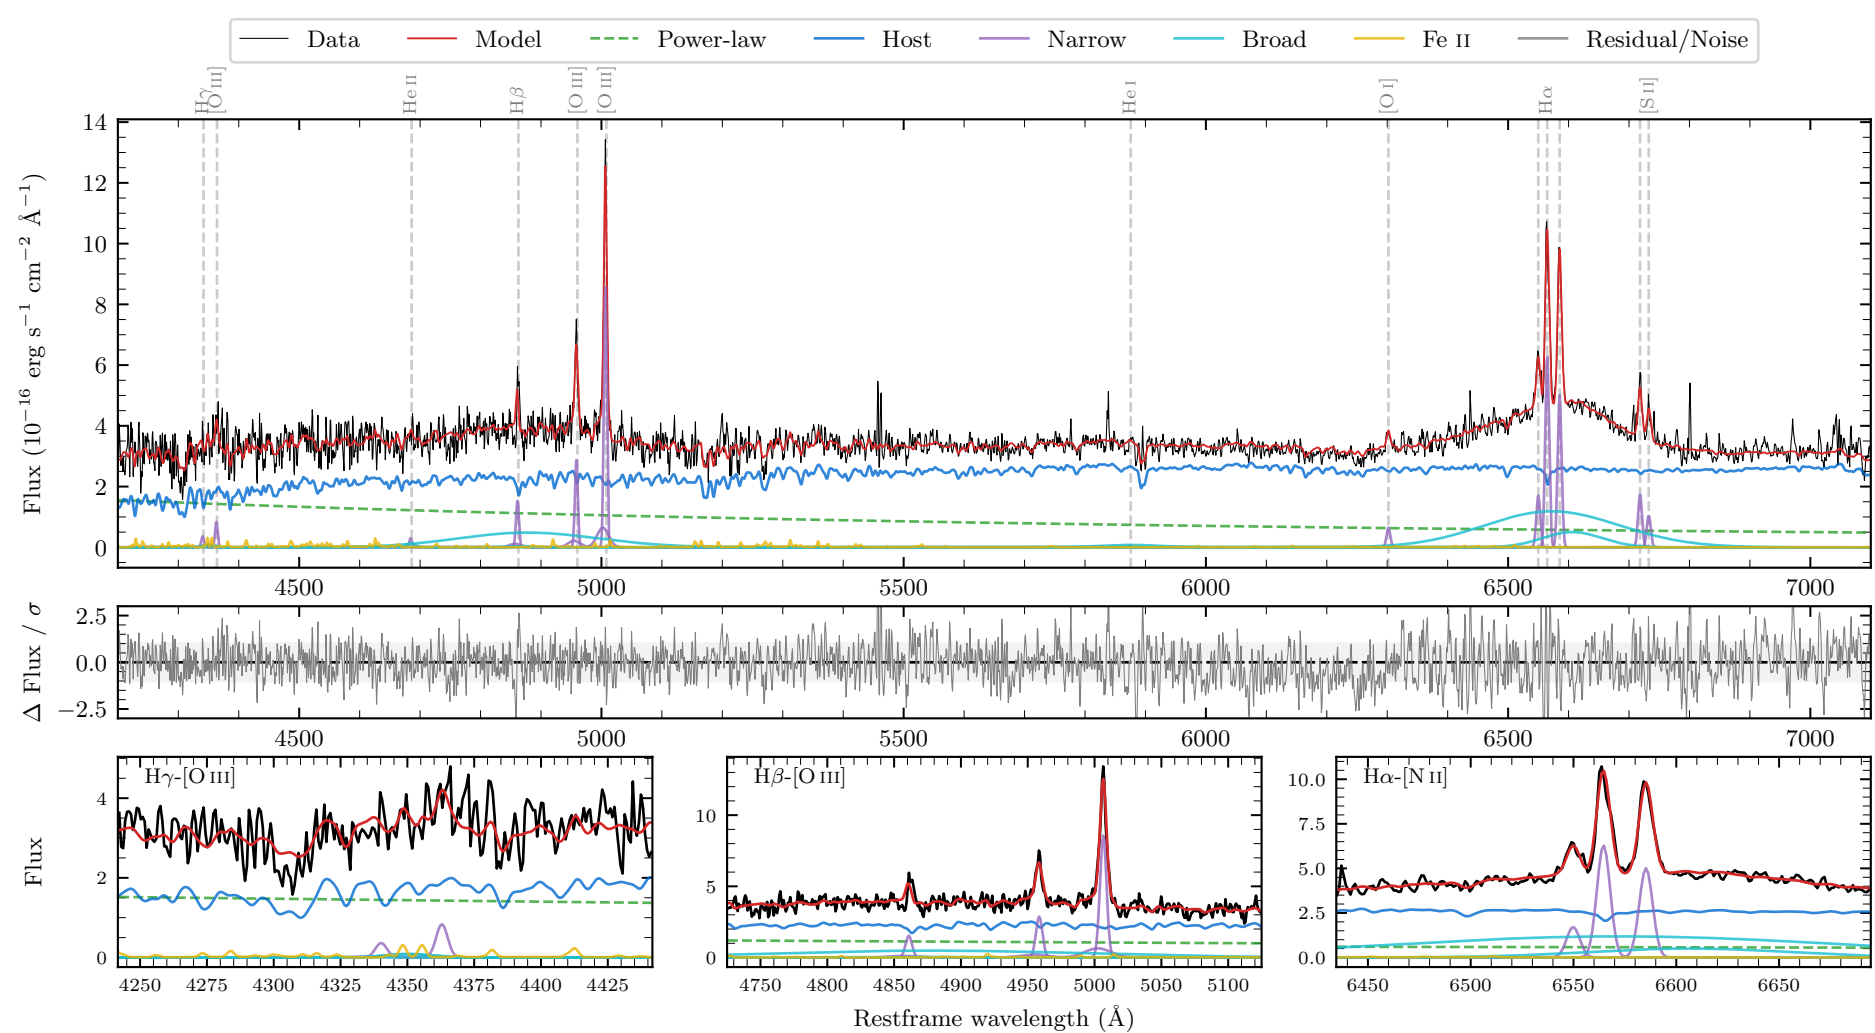 Data Model Power-law Host Narrow Broad Fe II Residual/Noise
Hγ [O III] He II Hβ [O III] [O III] He I [O I] Hα [S II]
Flux (10⁻¹⁶ erg s⁻¹ cm⁻² Å⁻¹)
14
12
10
8
6
4
2
0
4500 5000 5500 6000 6500 7000
Δ Flux / σ
2.5
0.0
−2.5
4500 5000 5500 6000 6500 7000
Flux
Hγ-[O III]
4
2
0
4250 4275 4300 4325 4350 4375 4400 4425
Hβ-[O III]
10
5
0
4750 4800 4850 4900 4950 5000 5050 5100
Hα-[N II]
10.0
7.5
5.0
2.5
0.0
6450 6500 6550 6600 6650
Restframe wavelength (Å)